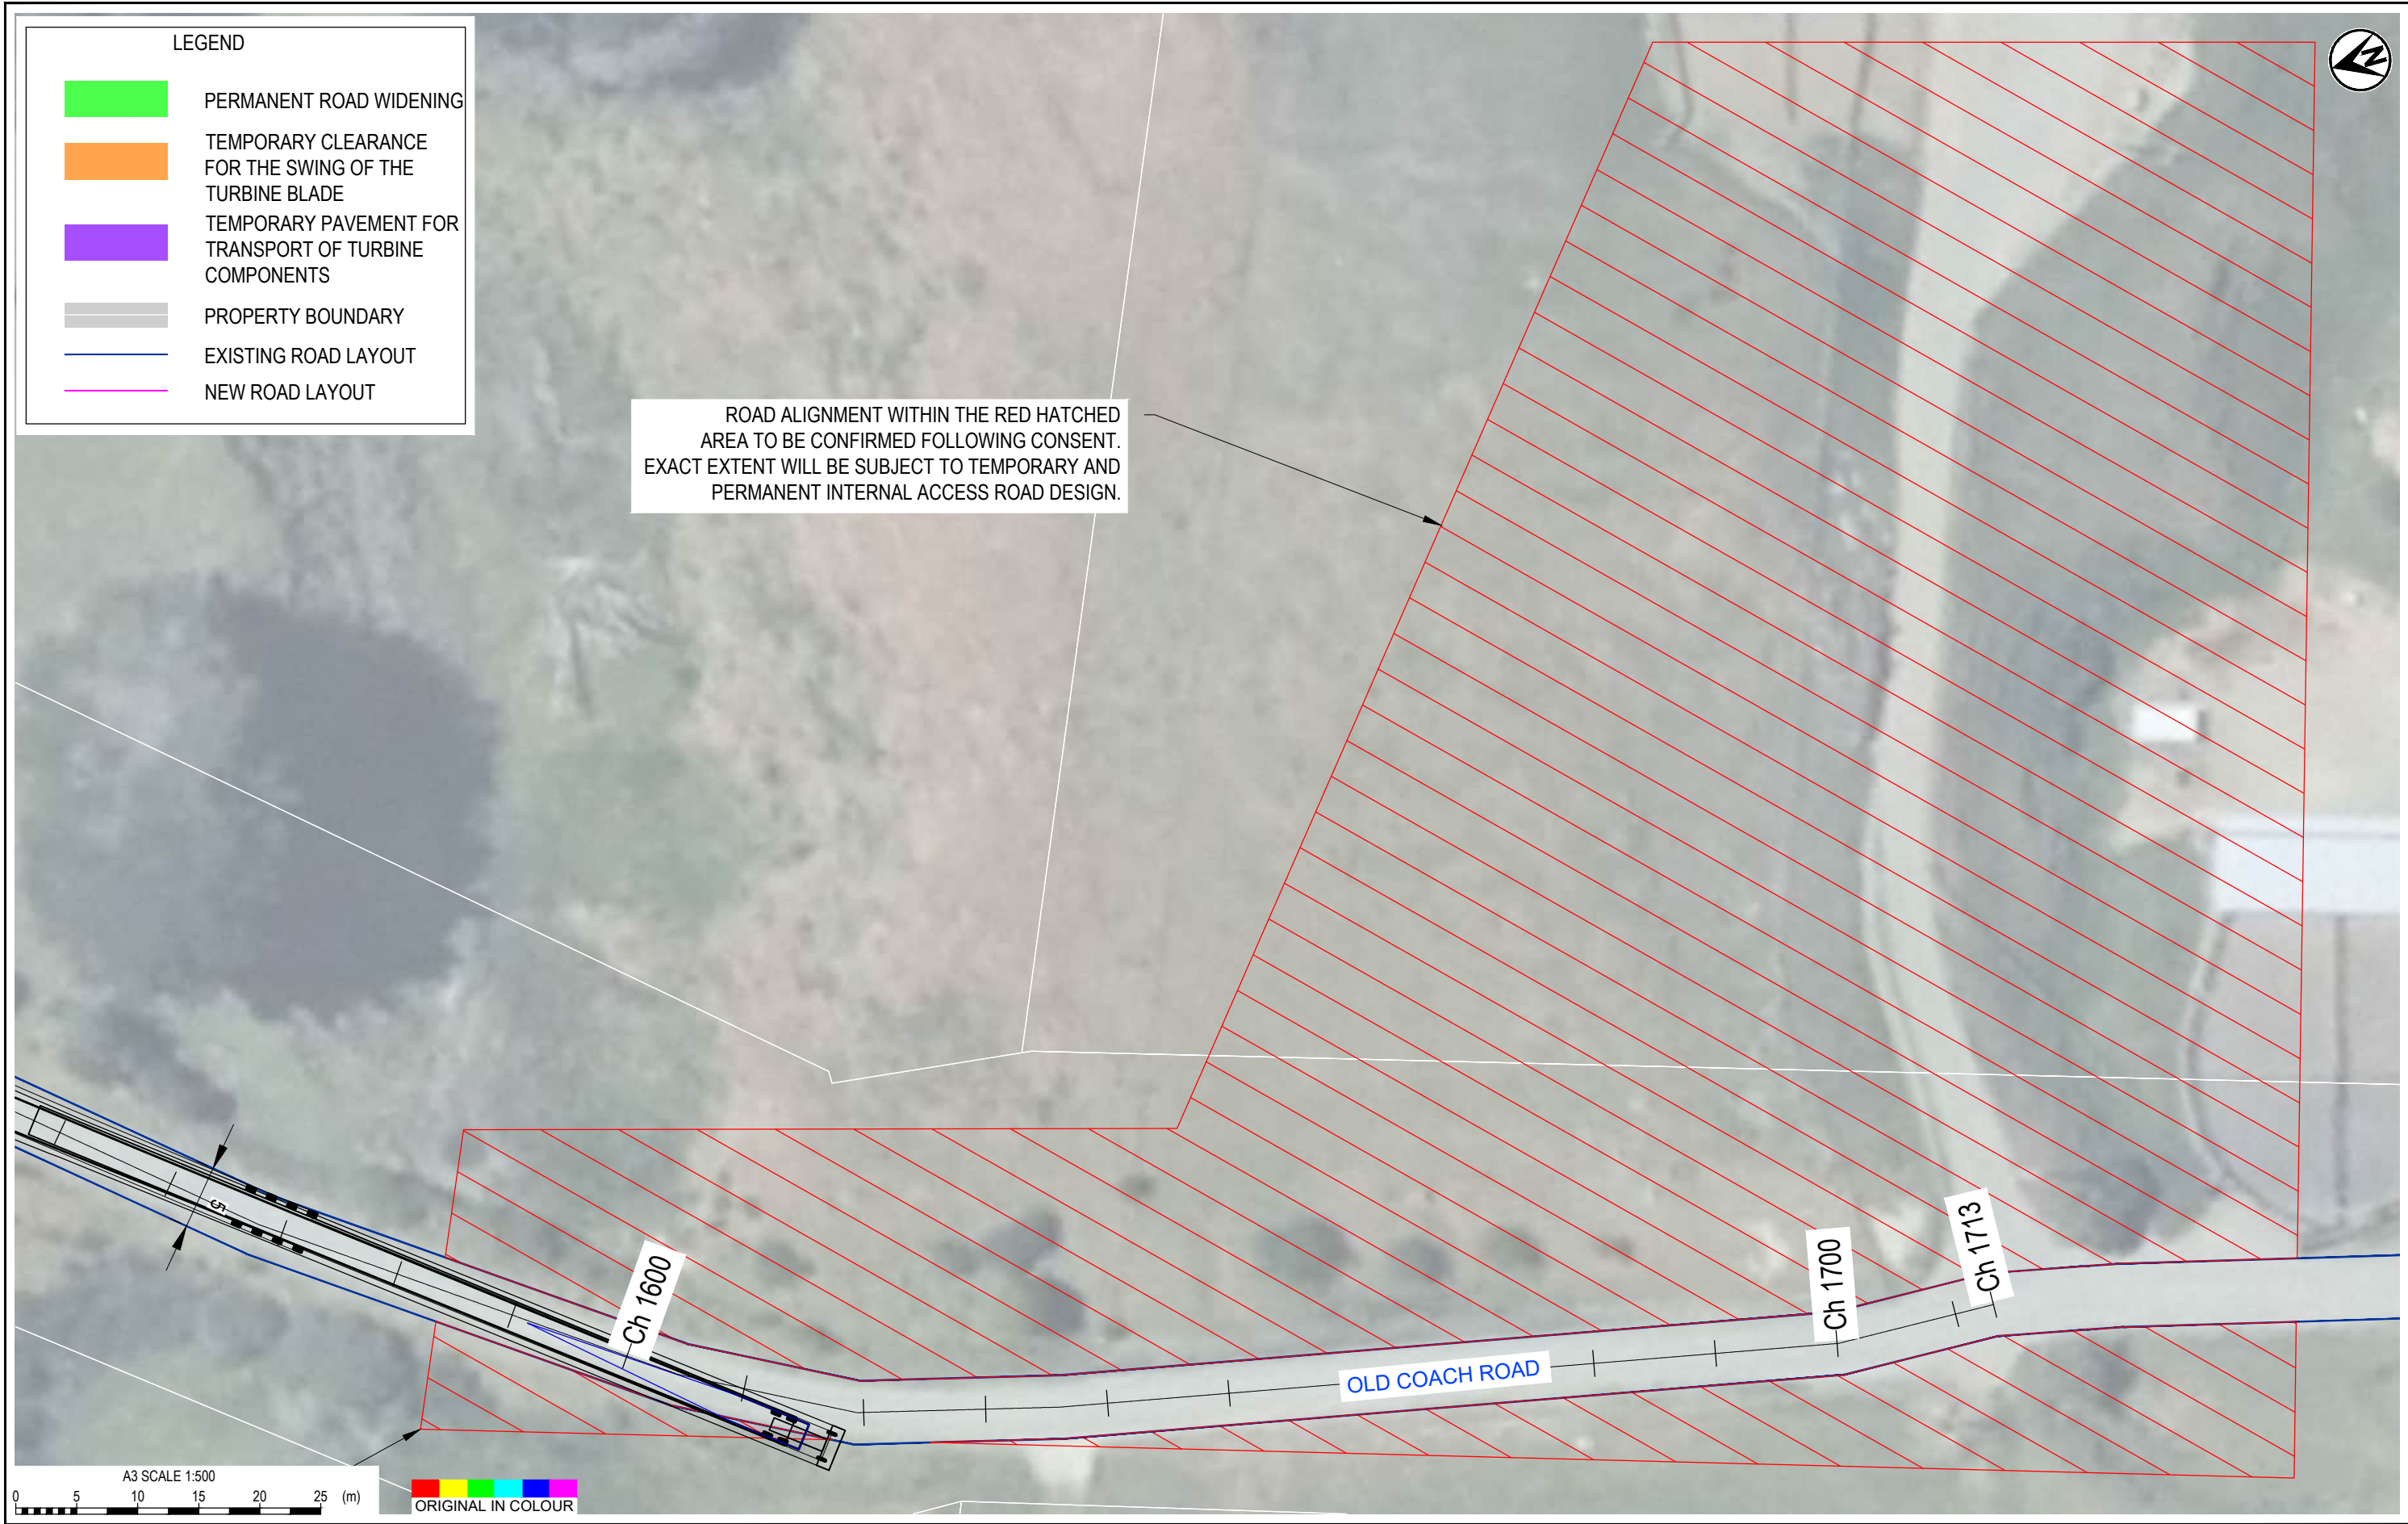 LEGEND
PERMANENT ROAD WIDENING
TEMPORARY CLEARANCE
FOR THE SWING OF THE
TURBINE BLADE
TEMPORARY PAVEMENT FOR
TRANSPORT OF TURBINE
COMPONENTS
PROPERTY BOUNDARY
EXISTING ROAD LAYOUT
NEW ROAD LAYOUT
N
ROAD ALIGNMENT WITHIN THE RED HATCHED
AREA TO BE CONFIRMED FOLLOWING CONSENT.
EXACT EXTENT WILL BE SUBJECT TO TEMPORARY AND
PERMANENT INTERNAL ACCESS ROAD DESIGN.
5
Ch 1600
OLD COACH ROAD
Ch 1700
Ch 1713
A3 SCALE 1:500
0 5 10 15 20 25 (m)
ORIGINAL IN COLOUR